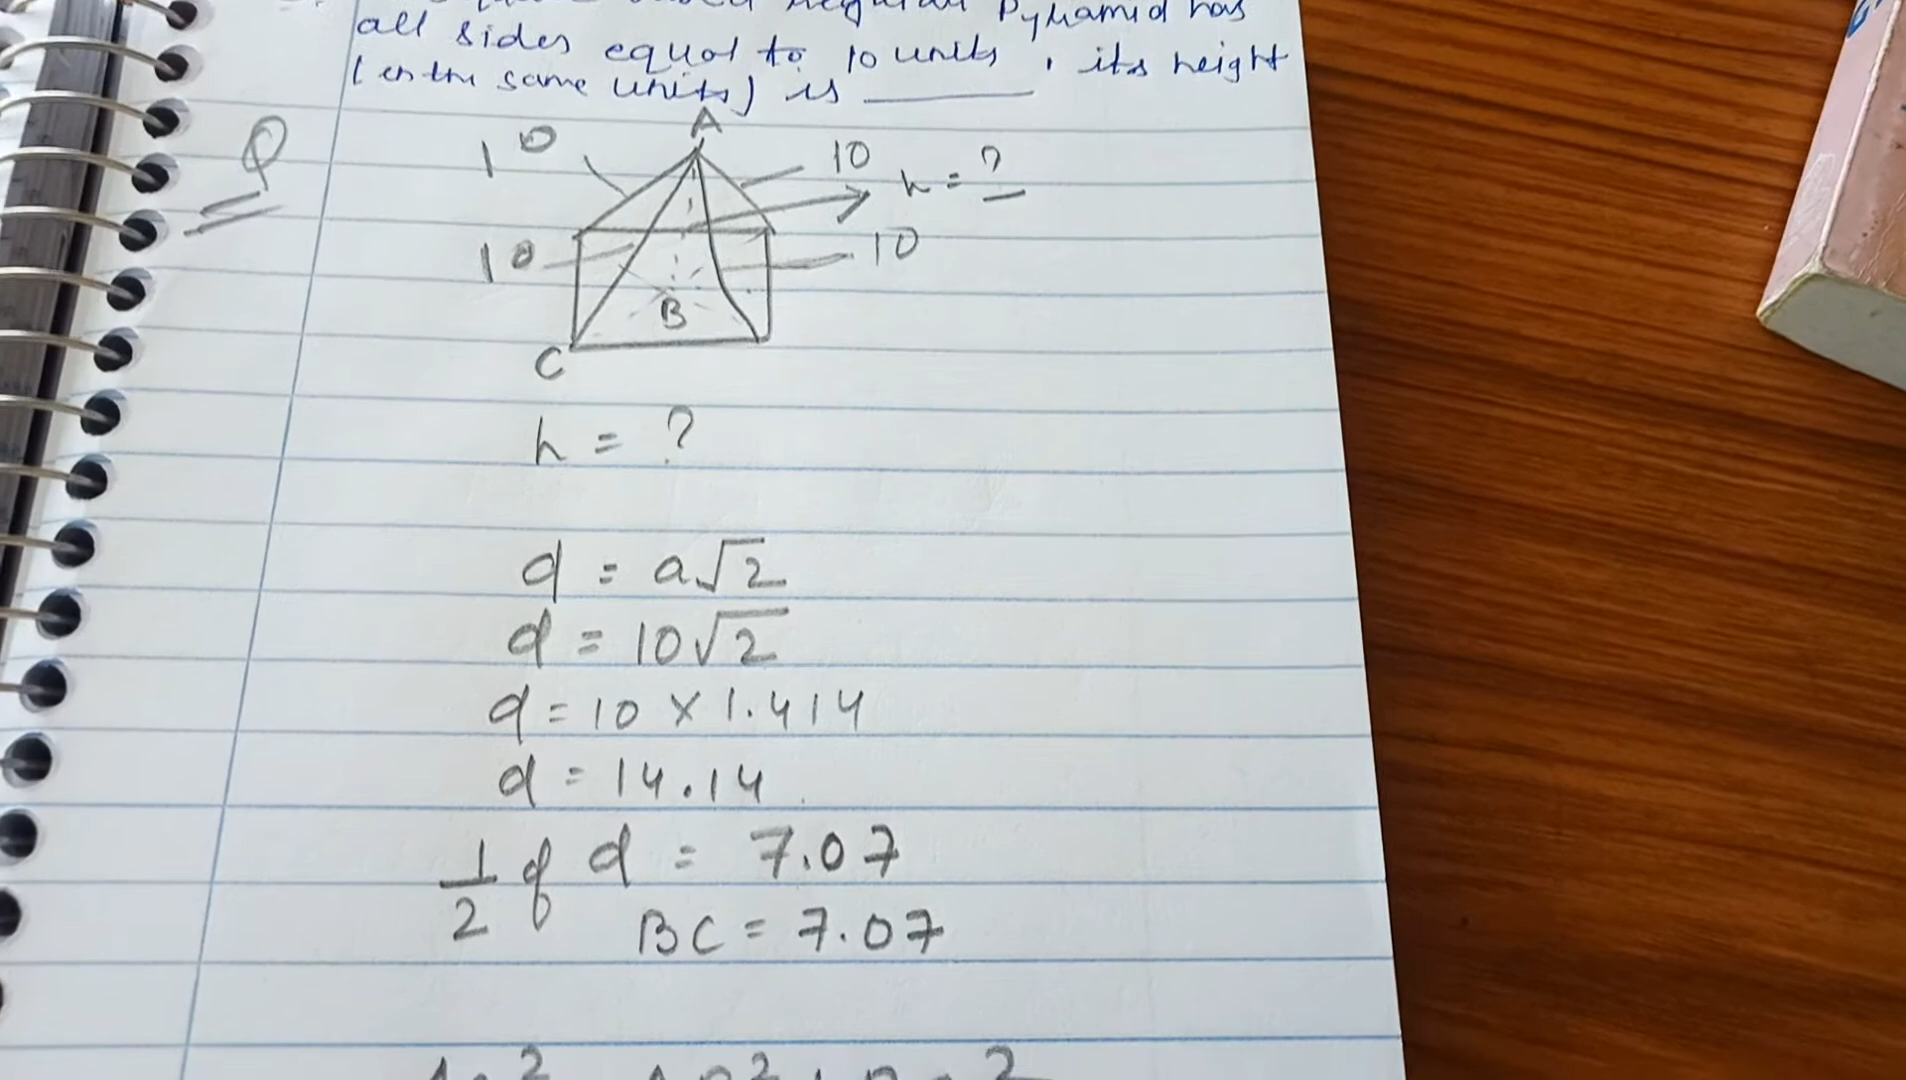 Pyramid has
all sides equal to 10 units , its height
(in the same units) is ______
Q
A
10
10
h = ?
10
10
B
C
h = ?
d = a√2
d = 10√2
d = 10 × 1.414
d = 14.14
1/2 of d = 7.07
BC = 7.07